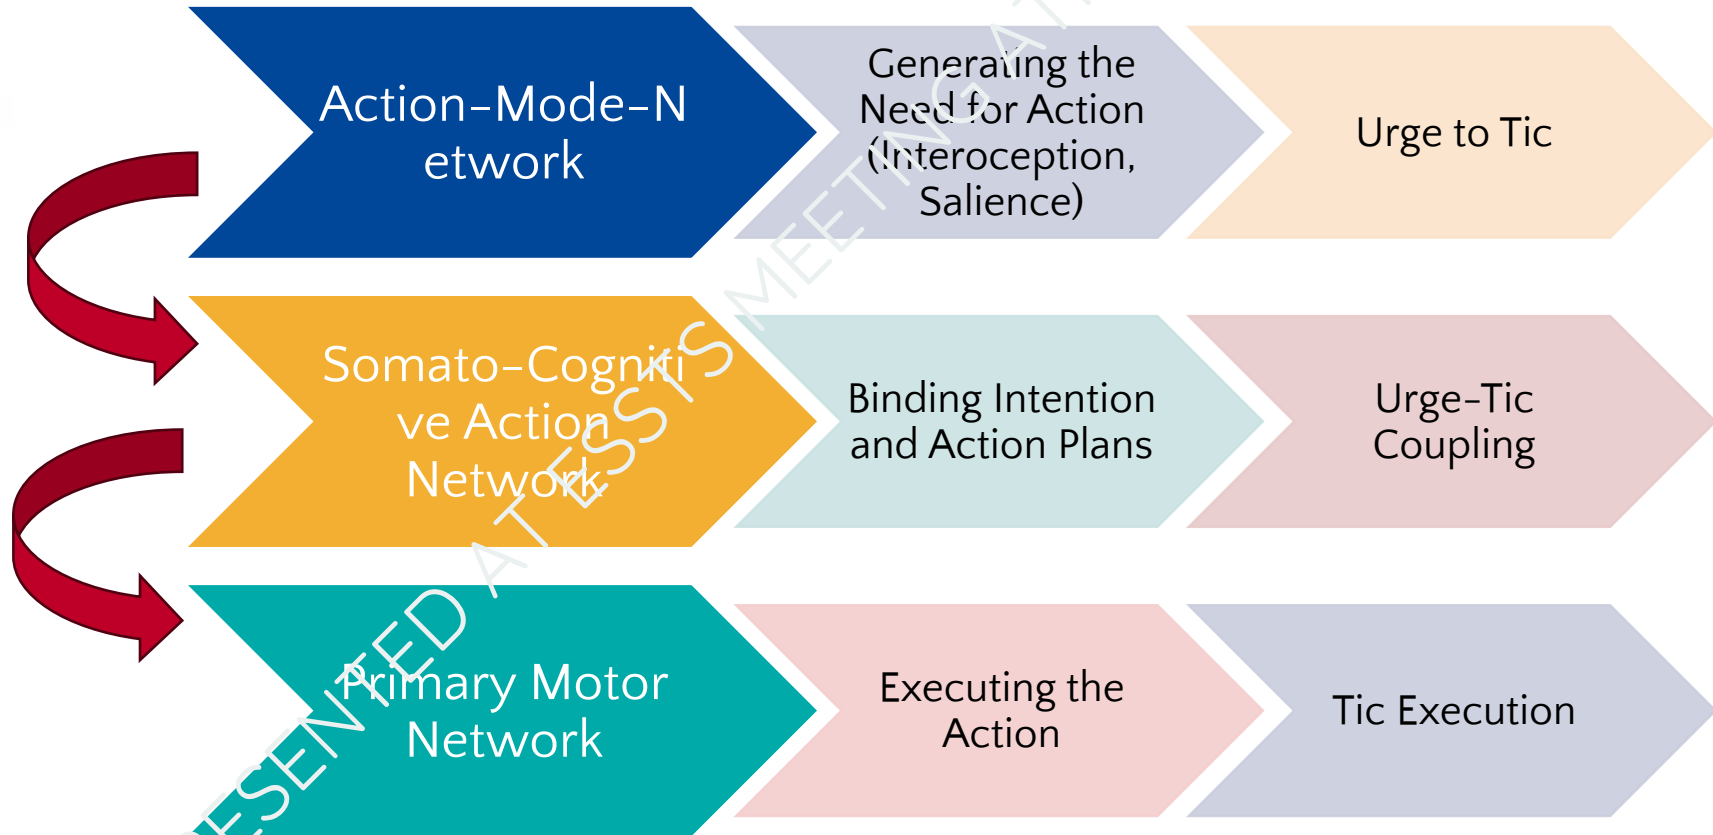 Action-Mode-N
etwork
Generating the
Need for Action
(Interoception,
Salience)
Urge to Tic
Somato-Cogniti
ve Action
Network
Binding Intention
and Action Plans
Urge-Tic
Coupling
Primary Motor
Network
Executing the
Action
Tic Execution
ESENTED AT ESSTS MEETING AT